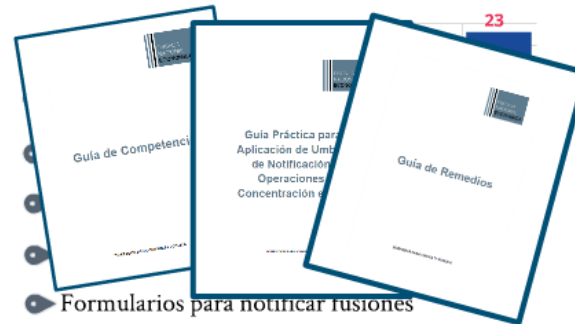 23
Guía de Competenci
Guía Práctica para
Aplicación de Umb
de Notificación
Operaciones
Concentración e
Guía de Remedios
Formularios para notificar fusiones